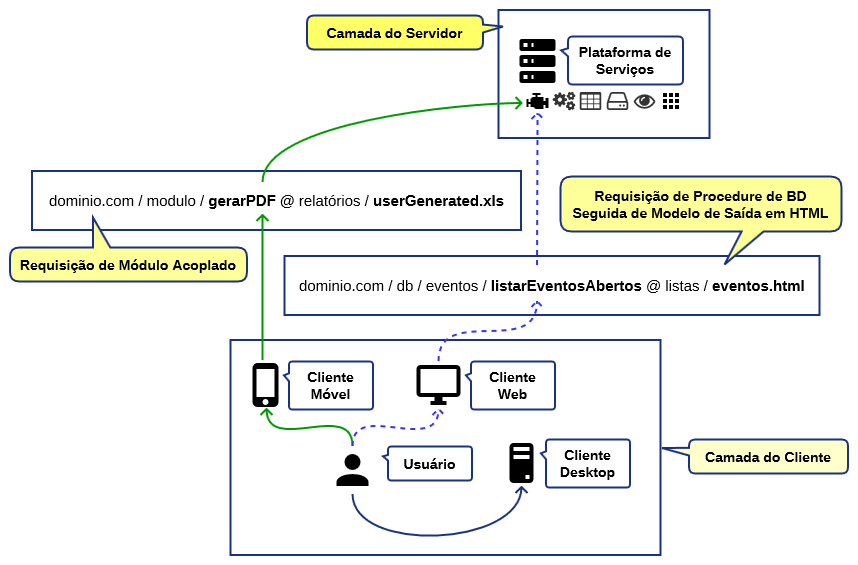 Camada do Servidor
Plataforma de
Serviços
dominio.com / modulo / gerarPDF @ relatórios / userGenerated.xls
Requisição de Procedure de BD
Seguida de Modelo de Saída em HTML
Requisição de Módulo Acoplado
dominio.com / db / eventos / listarEventosAbertos @ listas / eventos.html
Cliente
Móvel
Cliente
Web
Usuário
Cliente
Desktop
Camada do Cliente